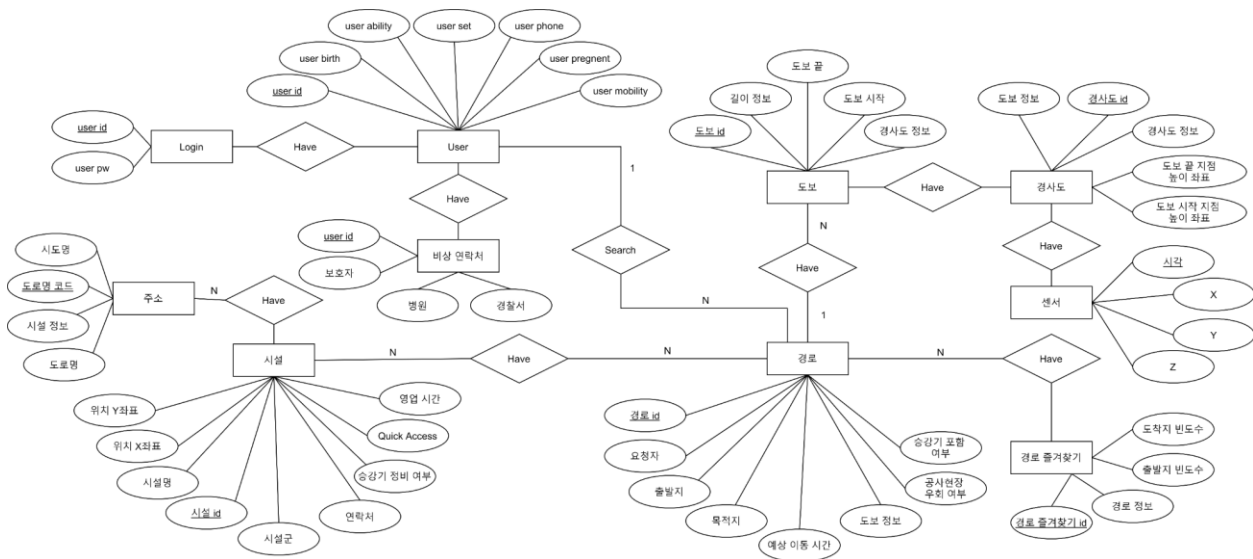 user ability
user set
user phone
user birth
user pregnent
user id
user mobility
user id
user pw
Login
Have
User
1
Have
Search
N
user id
보호자
비상 연락처
병원
경찰서
시도명
도로명 코드
시설 정보
도로명
주소
N
Have
시설
N
Have
N
위치 Y좌표
위치 X좌표
시설명
시설 id
시설군
연락처
승강기 정비 여부
Quick Access
영업 시간
도보 끝
길이 정보
도보 시작
도보 id
경사도 정보
도보
Have
N
Have
1
도보 정보
경사도 id
경사도 정보
도보 끝 지점
높이 좌표
도보 시작 지점
높이 좌표
경사도
Have
센서
시각
X
Y
Z
경로
N
Have
경로 id
요청자
출발지
목적지
예상 이동 시간
도보 정보
공사현장
우회 여부
승강기 포함
여부
경로 즐겨찾기
도착지 빈도수
출발지 빈도수
경로 정보
경로 즐겨찾기 id